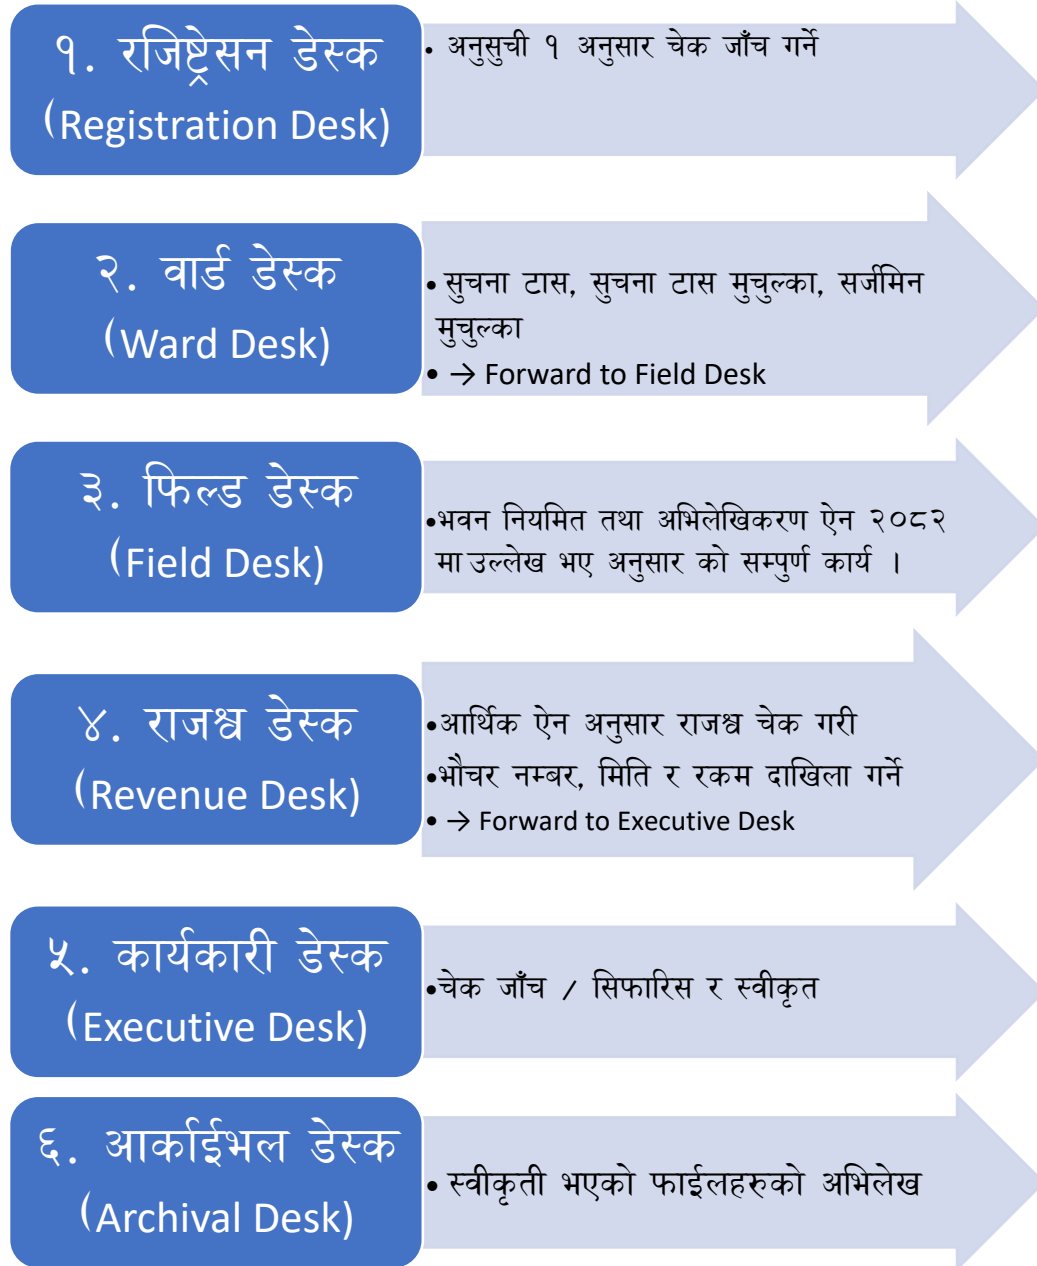 १. रजिष्ट्रेसन डेस्क
(Registration Desk)
• अनुसुची १ अनुसार चेक जाँच गर्ने
२. वार्ड डेस्क
(Ward Desk)
• सुचना टास, सुचना टास मुचुल्का, सर्जमिन
मुचुल्का
• → Forward to Field Desk
३. फिल्ड डेस्क
(Field Desk)
•भवन नियमित तथा अभिलेखिकरण ऐन २०८२
मा उल्लेख भए अनुसार को सम्पुर्ण कार्य ।
४. राजश्व डेस्क
(Revenue Desk)
•आर्थिक ऐन अनुसार राजश्व चेक गरी
•भौचर नम्बर, मिति र रकम दाखिला गर्ने
• → Forward to Executive Desk
५. कार्यकारी डेस्क
(Executive Desk)
•चेक जाँच / सिफारिस र स्वीकृत
६. आर्काईभल डेस्क
(Archival Desk)
• स्वीकृती भएको फाईलहरुको अभिलेख